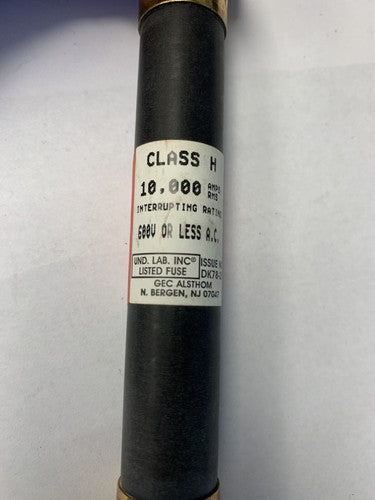 CLASS H
10,000 AMPS RMS
INTERRUPTING RATING
600V OR LESS A.C.
UND. LAB. INC® ISSUE
LISTED FUSE
GEC ALSTHOM
N. BERGEN, NJ 07047